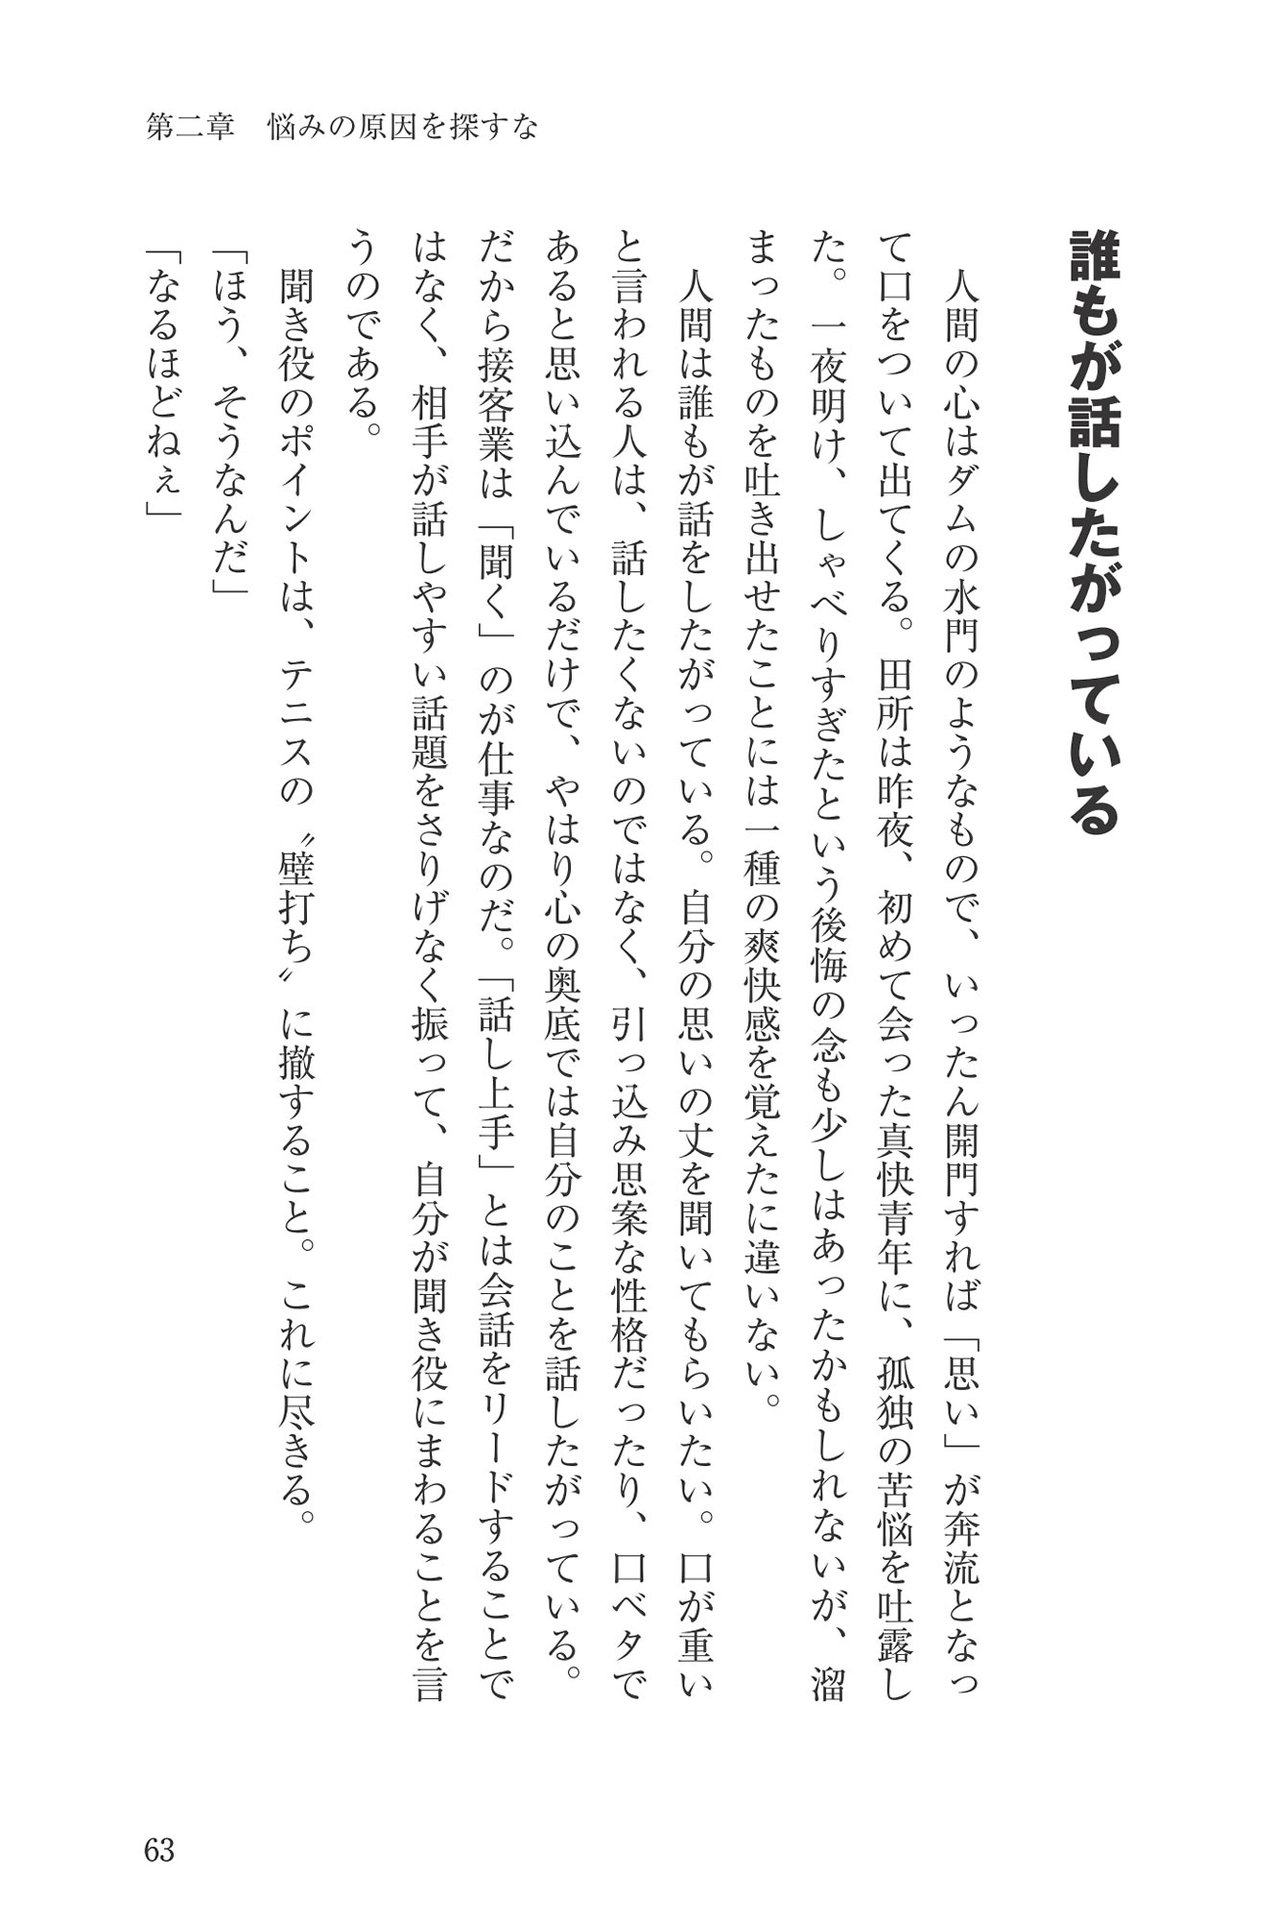 第二章　悩みの原因を探すな
誰もが話したがっている
　人間の心はダムの水門のようなもので、いったん開門すれば「思い」が奔流となっ
て口をついて出てくる。田所は昨夜、初めて会った真快青年に、孤独の苦悩を吐露し
た。一夜明け、しゃべりすぎたという後悔の念も少しはあったかもしれないが、溜
まったものを吐き出せたことには一種の爽快感を覚えたに違いない。
　人間は誰もが話をしたがっている。自分の思いの丈を聞いてもらいたい。口が重い
と言われる人は、話したくないのではなく、引っ込み思案な性格だったり、口ベタで
あると思い込んでいるだけで、やはり心の奥底では自分のことを話したがっている。
だから接客業は「聞く」のが仕事なのだ。「話し上手」とは会話をリードすることで
はなく、相手が話しやすい話題をさりげなく振って、自分が聞き役にまわることを言
うのである。
　聞き役のポイントは、テニスの〝壁打ち〟に撤すること。これに尽きる。
「ほう、そうなんだ」
「なるほどねぇ」
63